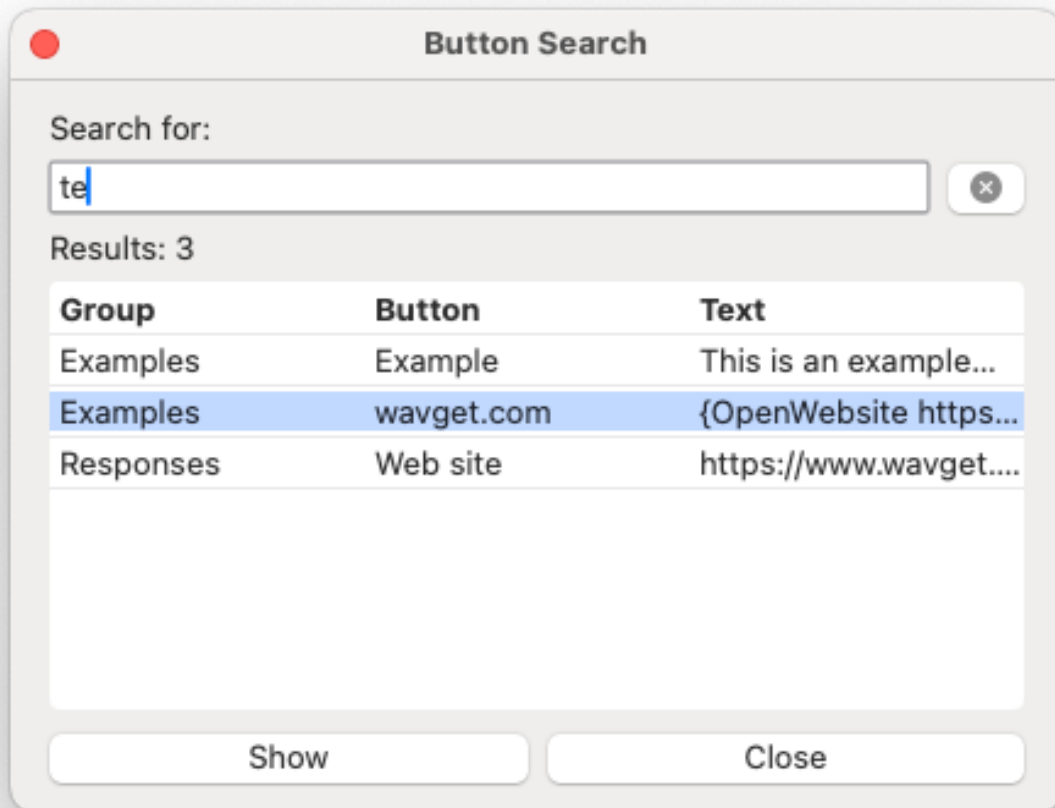 Button Search
Search for:
te
Results: 3
Group Button Text
Examples Example This is an example...
Examples wavget.com {OpenWebsite https...
Responses Web site https://www.wavget....
Show Close